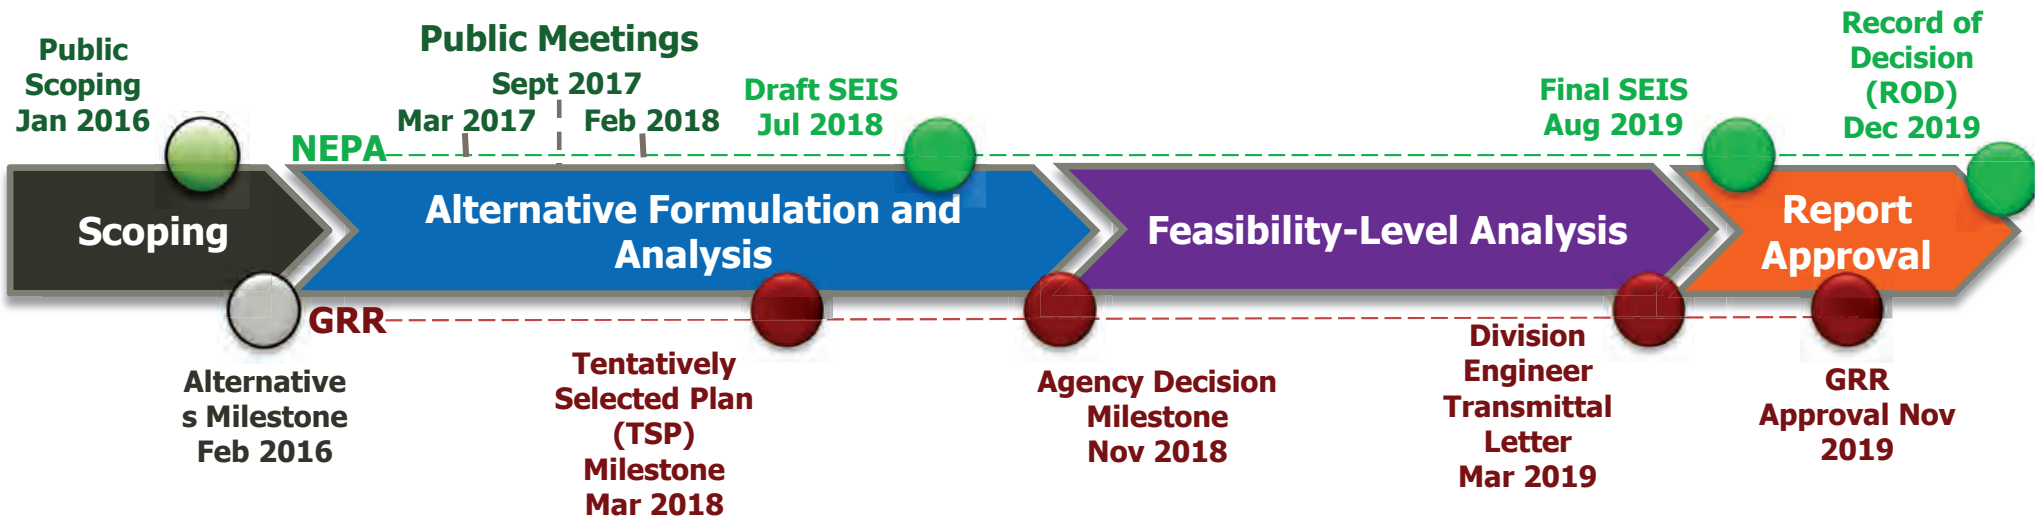 Public
Scoping
Jan 2016
Public Meetings
Sept 2017
Mar 2017
Feb 2018
Draft SEIS
Jul 2018
Final SEIS
Aug 2019
Record of
Decision
(ROD)
Dec 2019
NEPA
Scoping
Alternative Formulation and
Analysis
Feasibility-Level Analysis
Report
Approval
GRR
Alternative
s Milestone
Feb 2016
Tentatively
Selected Plan
(TSP)
Milestone
Mar 2018
Agency Decision
Milestone
Nov 2018
Division
Engineer
Transmittal
Letter
Mar 2019
GRR
Approval Nov
2019